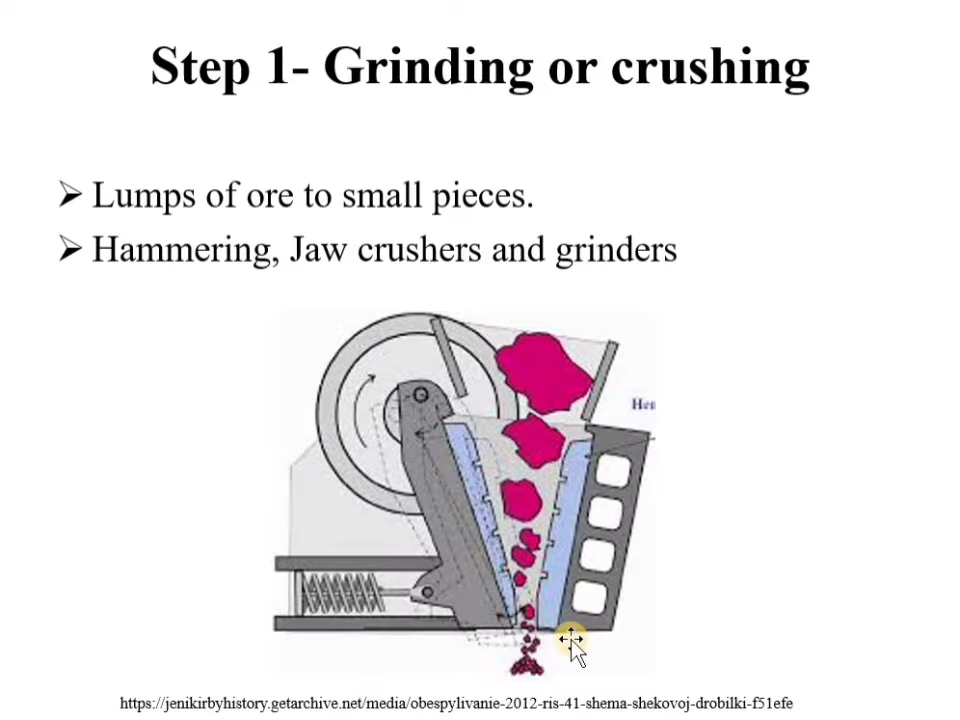 Step 1- Grinding or crushing
Lumps of ore to small pieces.
Hammering, Jaw crushers and grinders
https://jenikirbyhistory.getarchive.net/media/obespylivanie-2012-ris-41-shema-shekovoj-drobilki-f51efe